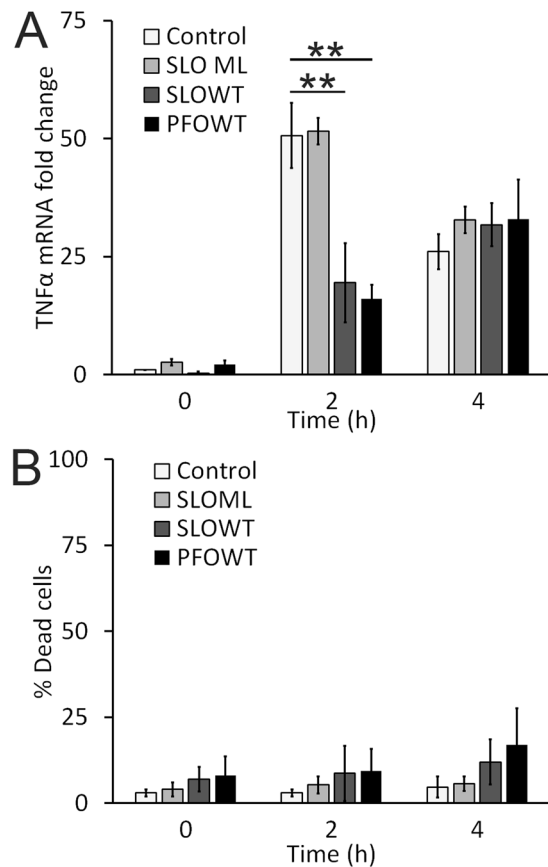 A
75
50
25
0
TNFα mRNA fold change
Control
SLO ML
SLOWT
PFOWT
**
**
0
2
4
Time (h)
B
100
75
50
25
0
% Dead cells
Control
SLOML
SLOWT
PFOWT
0
2
4
Time (h)